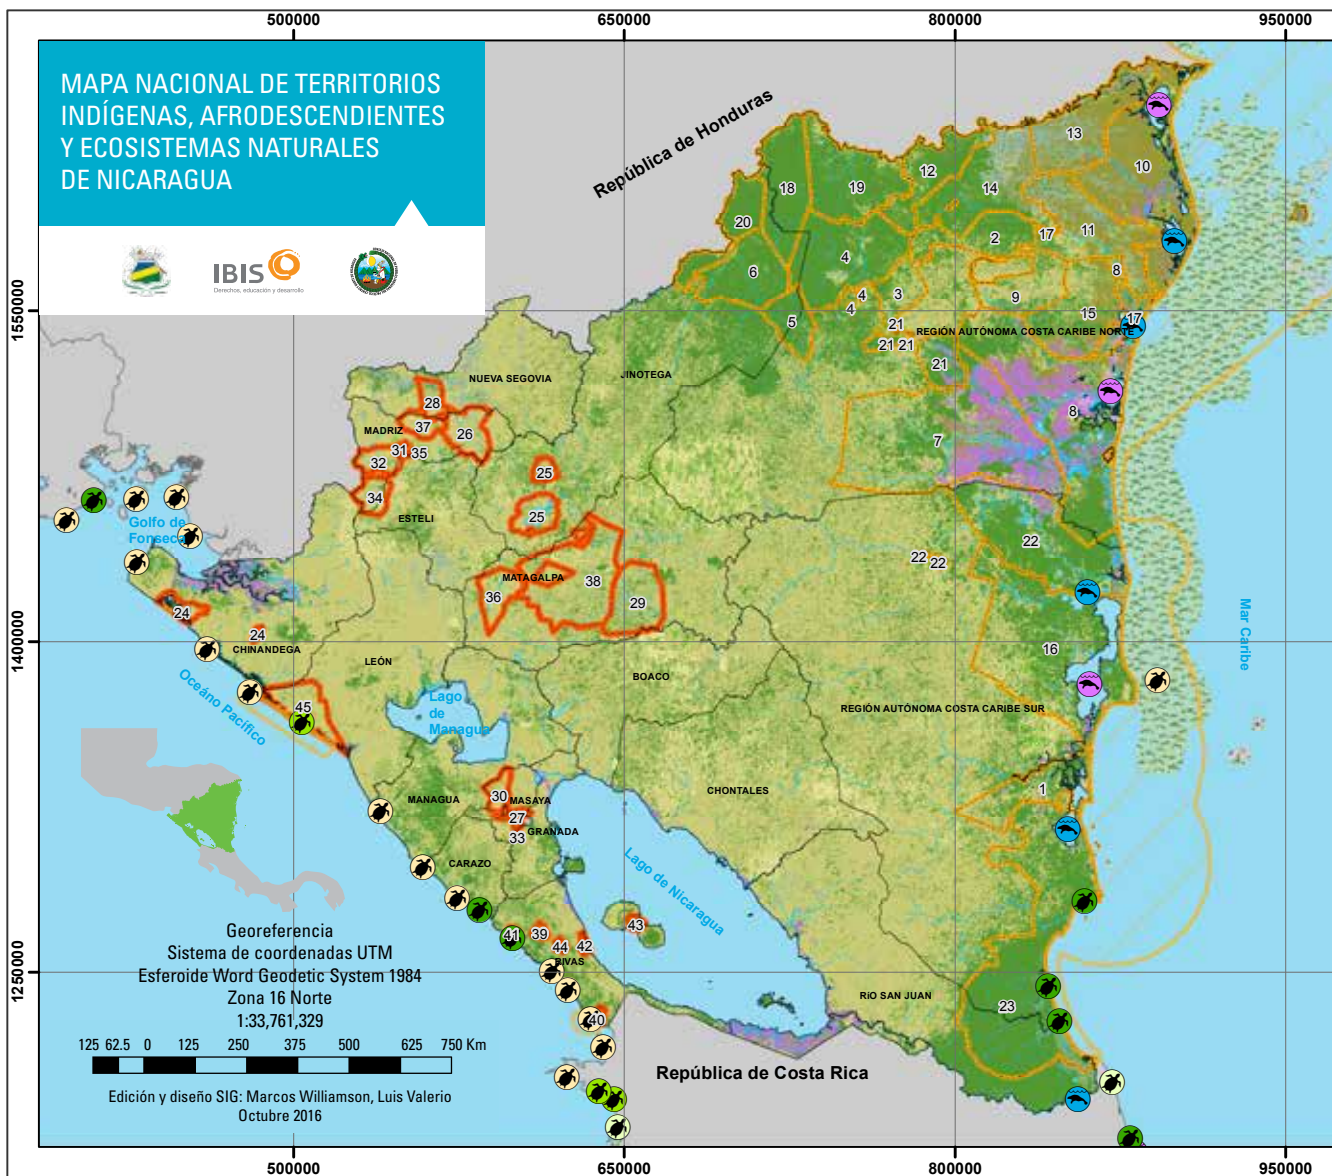 500000
650000
800000
950000
MAPA NACIONAL DE TERRITORIOS
INDÍGENAS, AFRODESCENDIENTES
Y ECOSISTEMAS NATURALES
DE NICARAGUA
IBIS
Derechos, educación y desarrollo
República de Honduras
13
10
12
18
19
14
20
17
11
2
4
6
8
3
4
9
4
15
17
5
21
REGIÓN AUTÓNOMA COSTA CARIBE NORTE
21
21
21
1550000
NUEVA SEGOVIA
JINOTEGA
28
MADRIZ
37
26
8
31
35
32
7
25
34
25
ESTELI
Golfo de
Fonseca
22
22
22
MATAGALPA
38
36
29
24
24
CHINANDEGA
1400000
16
LEÓN
BOACO
Océano Pacífico
45
Lago
de
Managua
REGIÓN AUTÓNOMA COSTA CARIBE SUR
Mar Caribe
MANAGUA
30
MASAYA
27
GRANADA
33
CHONTALES
1
CARAZO
Lago de Nicaragua
41
39
44
42
43
RIVAS
40
1250000
RíO SAN JUAN
23
República de Costa Rica
Georeferencia
Sistema de coordenadas UTM
Esferoide Word Geodetic System 1984
Zona 16 Norte
1:33,761,329
125 62.5 0 125 250 375 500 625 750 Km
Edición y diseño SIG: Marcos Williamson, Luis Valerio
Octubre 2016
1550000
1400000
1250000
500000
650000
800000
950000